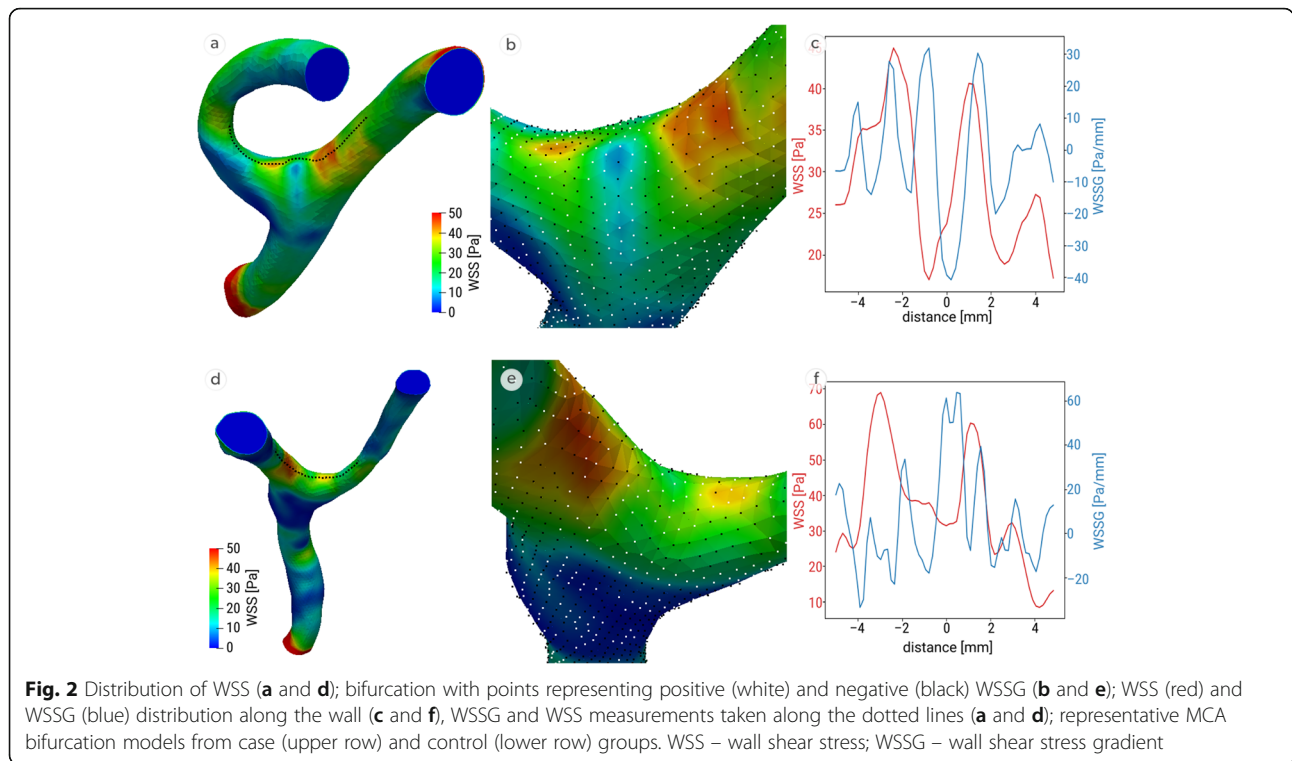 a
b
c
WSS [Pa]
50
40
30
20
10
0
WSS [Pa]
40
35
30
25
20
30
20
10
0
−10
−20
−30
−40
WSSG [Pa/mm]
−4 −2 0 2 4
distance [mm]
d
e
f
WSS [Pa]
50
40
30
20
10
0
WSS [Pa]
70
60
50
40
30
20
10
60
40
20
0
−20
WSSG [Pa/mm]
−4 −2 0 2 4
distance [mm]
Fig. 2 Distribution of WSS (a and d); bifurcation with points representing positive (white) and negative (black) WSSG (b and e); WSS (red) and
WSSG (blue) distribution along the wall (c and f), WSSG and WSS measurements taken along the dotted lines (a and d); representative MCA
bifurcation models from case (upper row) and control (lower row) groups. WSS – wall shear stress; WSSG – wall shear stress gradient